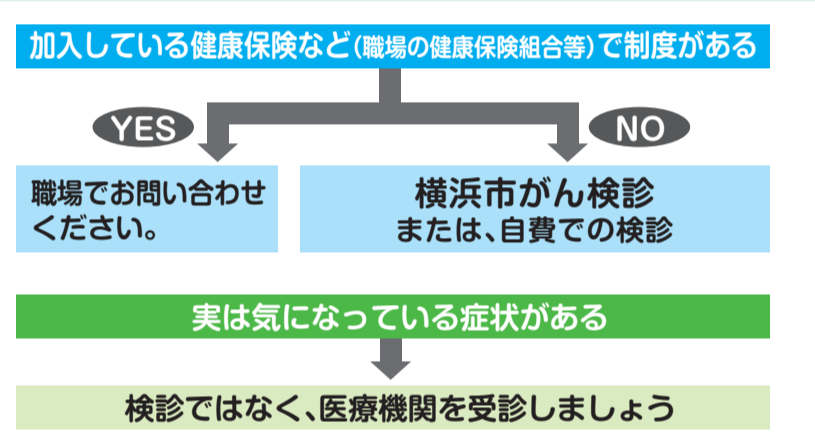 加入している健康保険など(職場の健康保険組合等)で制度がある
YES
NO
職場でお問い合わせ
ください。
横浜市がん検診
または、自費での検診
実は気になっている症状がある
検診ではなく、医療機関を受診しましょう